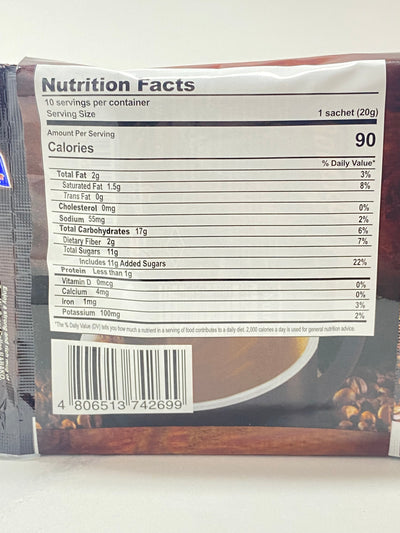 Nutrition Facts
10 servings per container
Serving Size 1 sachet (20g)
Amount Per Serving
Calories 90
% Daily Value*
Total Fat 2g 3%
Saturated Fat 1.5g 8%
Trans Fat 0g
Cholesterol 0mg 0%
Sodium 55mg 2%
Total Carbohydrates 17g 6%
Dietary Fiber 2g 7%
Total Sugars 11g
Includes 11g Added Sugars 22%
Protein Less than 1g
Vitamin D 0mcg 0%
Calcium 4mg 0%
Iron 1mg 3%
Potassium 100mg 2%
*The % Daily Value (DV) tells you how much a nutrient in a serving of food contributes to a daily diet. 2,000 calories a day is used for general nutrition advice.
4 806513 742699